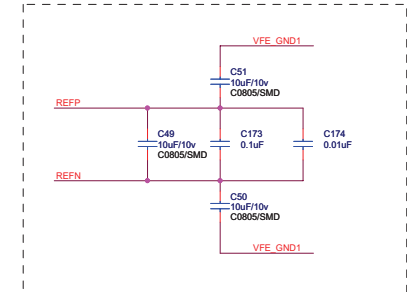 VFE_GND1
C51
10uF/10v
C0805/SMD
REFP
C49
10uF/10v
C0805/SMD
C173
0.1uF
C174
0.01uF
REFN
C50
10uF/10v
C0805/SMD
VFE_GND1